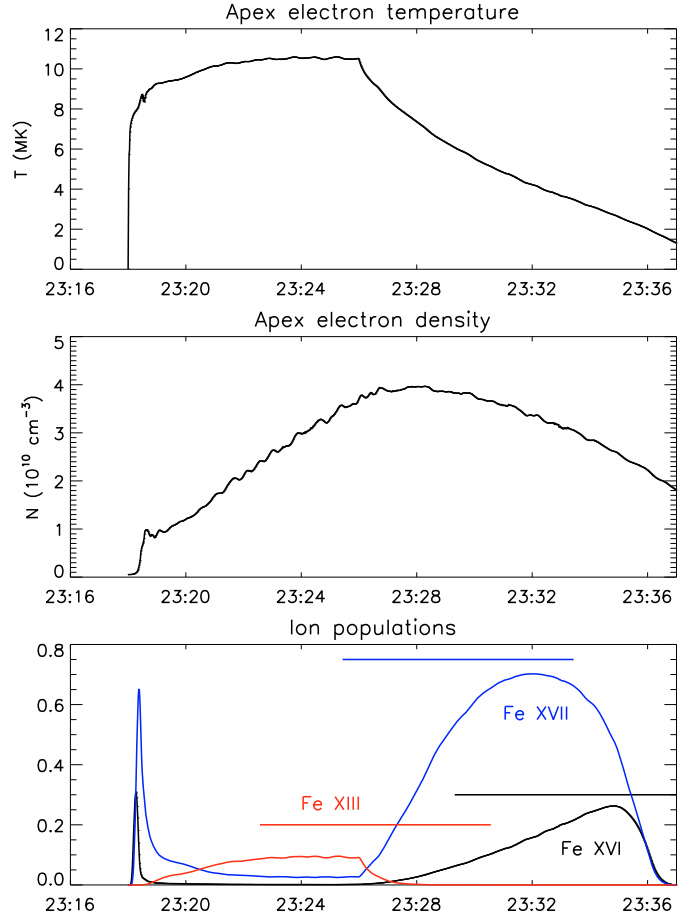 Apex electron temperature
12
10
8
6
4
2
0
T (MK)
23:16 23:20 23:24 23:28 23:32 23:36
Apex electron density
5
4
3
2
1
0
N (10¹⁰ cm⁻³)
23:16 23:20 23:24 23:28 23:32 23:36
Ion populations
0.8
0.6
0.4
0.2
0.0
Fe XVII
Fe XIII
Fe XVI
23:16 23:20 23:24 23:28 23:32 23:36